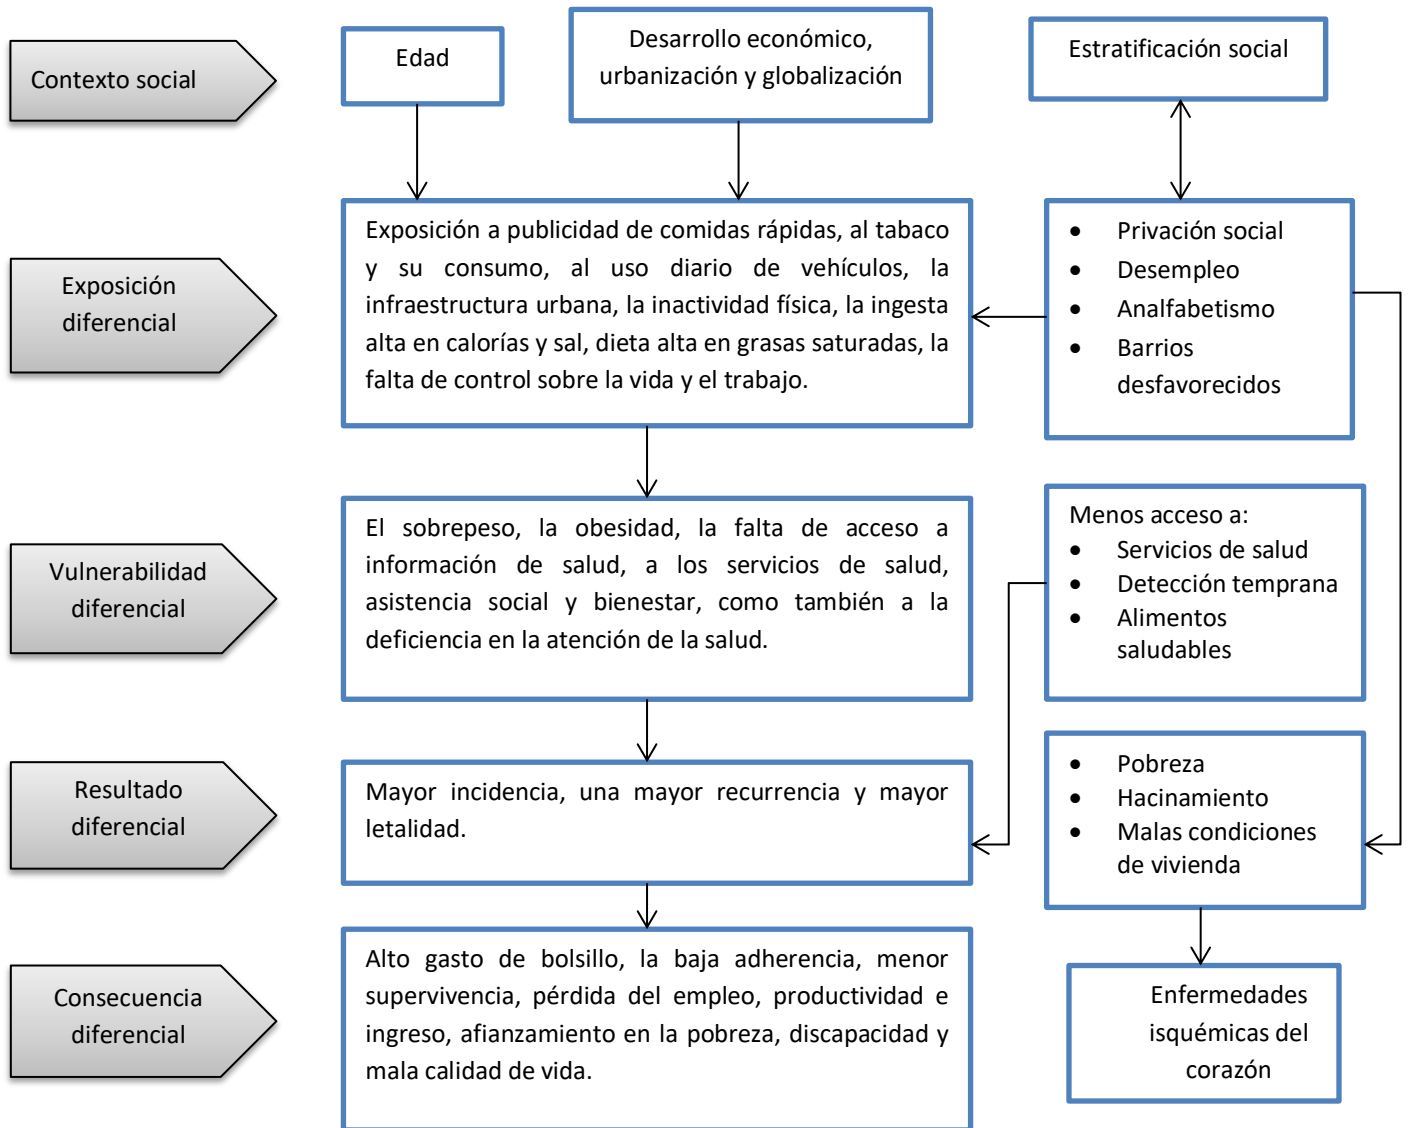 Contexto social
Edad
Desarrollo económico,
urbanización y globalización
Estratificación social
Exposición
diferencial
Exposición a publicidad de comidas rápidas, al tabaco
y su consumo, al uso diario de vehículos, la
infraestructura urbana, la inactividad física, la ingesta
alta en calorías y sal, dieta alta en grasas saturadas, la
falta de control sobre la vida y el trabajo.
• Privación social
• Desempleo
• Analfabetismo
• Barrios
desfavorecidos
Vulnerabilidad
diferencial
El sobrepeso, la obesidad, la falta de acceso a
información de salud, a los servicios de salud,
asistencia social y bienestar, como también a la
deficiencia en la atención de la salud.
Menos acceso a:
• Servicios de salud
• Detección temprana
• Alimentos
saludables
Resultado
diferencial
Mayor incidencia, una mayor recurrencia y mayor
letalidad.
• Pobreza
• Hacinamiento
• Malas condiciones
de vivienda
Consecuencia
diferencial
Alto gasto de bolsillo, la baja adherencia, menor
supervivencia, pérdida del empleo, productividad e
ingreso, afianzamiento en la pobreza, discapacidad y
mala calidad de vida.
Enfermedades
isquémicas del
corazón